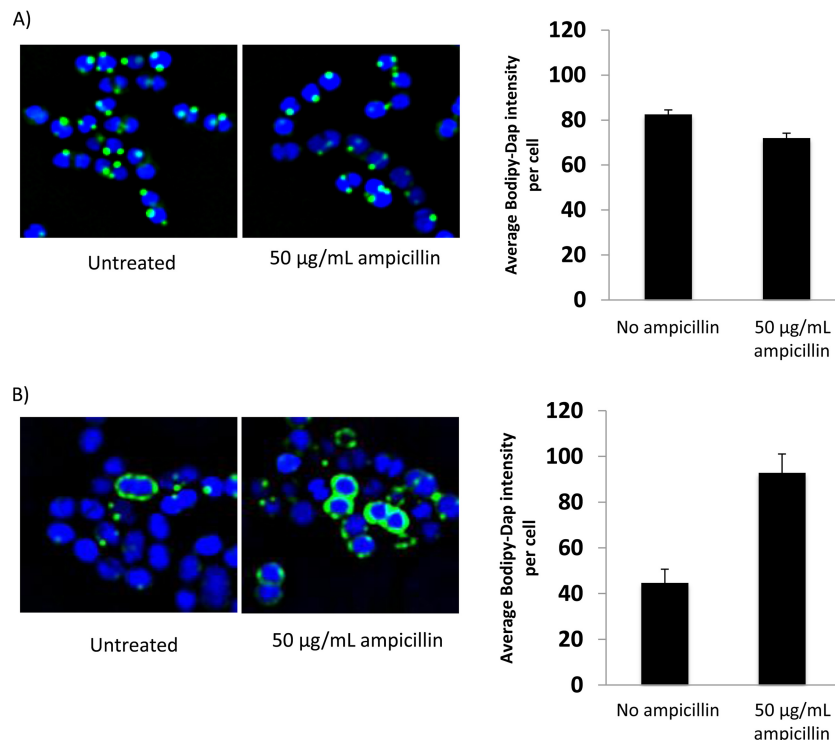 A)
Untreated
50 µg/mL ampicillin
Average Bodipy-Dap intensity
per cell
120
100
80
60
40
20
0
No ampicillin
50 µg/mL
ampicillin
B)
Untreated
50 µg/mL ampicillin
Average Bodipy-Dap intensity
per cell
120
100
80
60
40
20
0
No ampicillin
50 µg/mL
ampicillin